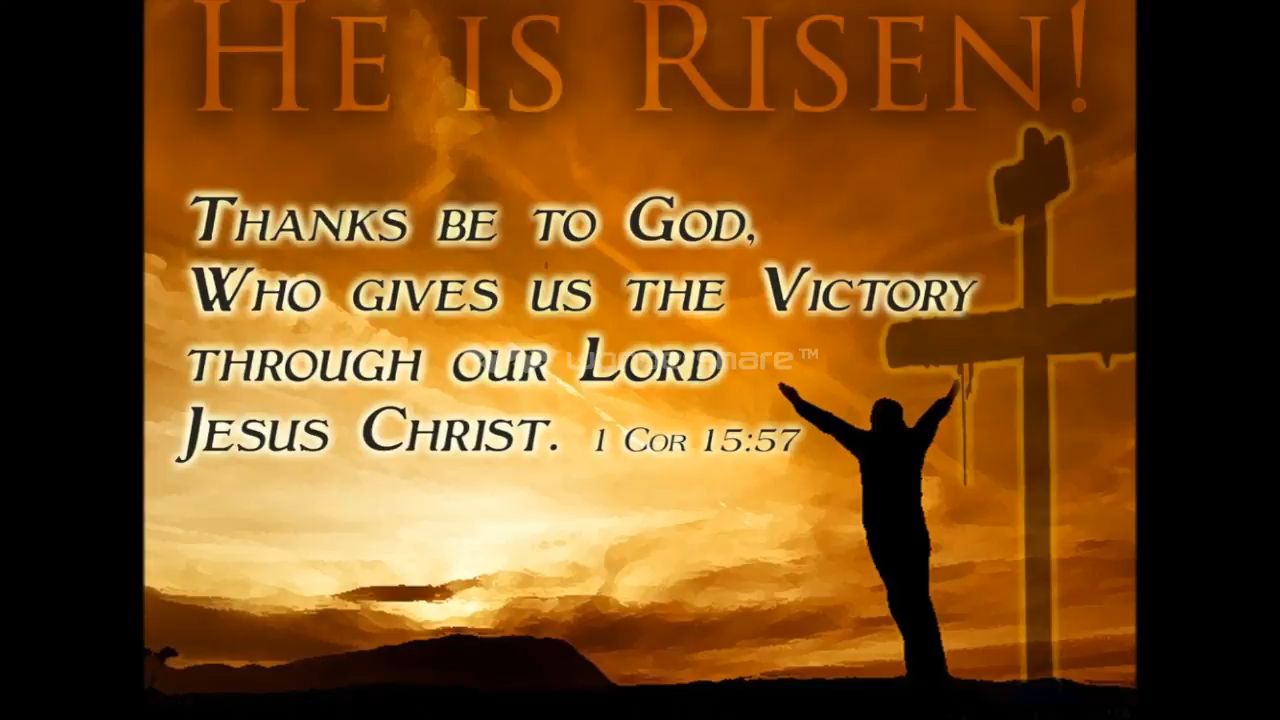 HE IS RISEN!
THANKS BE TO GOD,
WHO GIVES US THE VICTORY
THROUGH OUR LORD
JESUS CHRIST. 1 COR 15:57